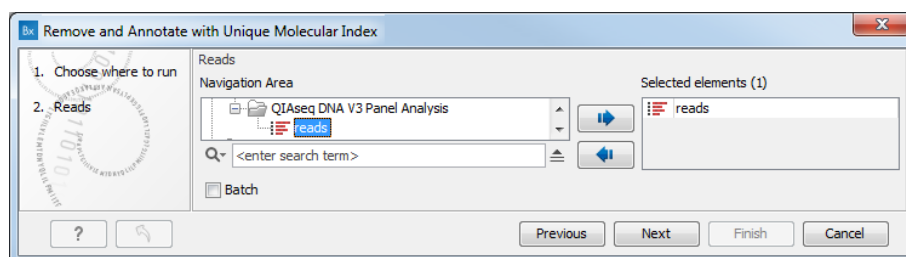 Bx Remove and Annotate with Unique Molecular Index
1. Choose where to run
2. Reads
Reads
Navigation Area
QIAseq DNA V3 Panel Analysis
reads
<enter search term>
Batch
Selected elements (1)
reads
?
Previous
Next
Finish
Cancel